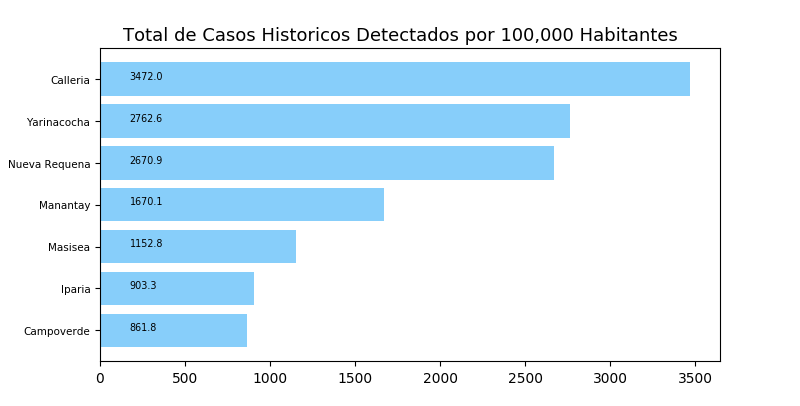 Total de Casos Historicos Detectados por 100,000 Habitantes
Calleria 3472.0
Yarinacocha 2762.6
Nueva Requena 2670.9
Manantay 1670.1
Masisea 1152.8
Iparia 903.3
Campoverde 861.8
0 500 1000 1500 2000 2500 3000 3500